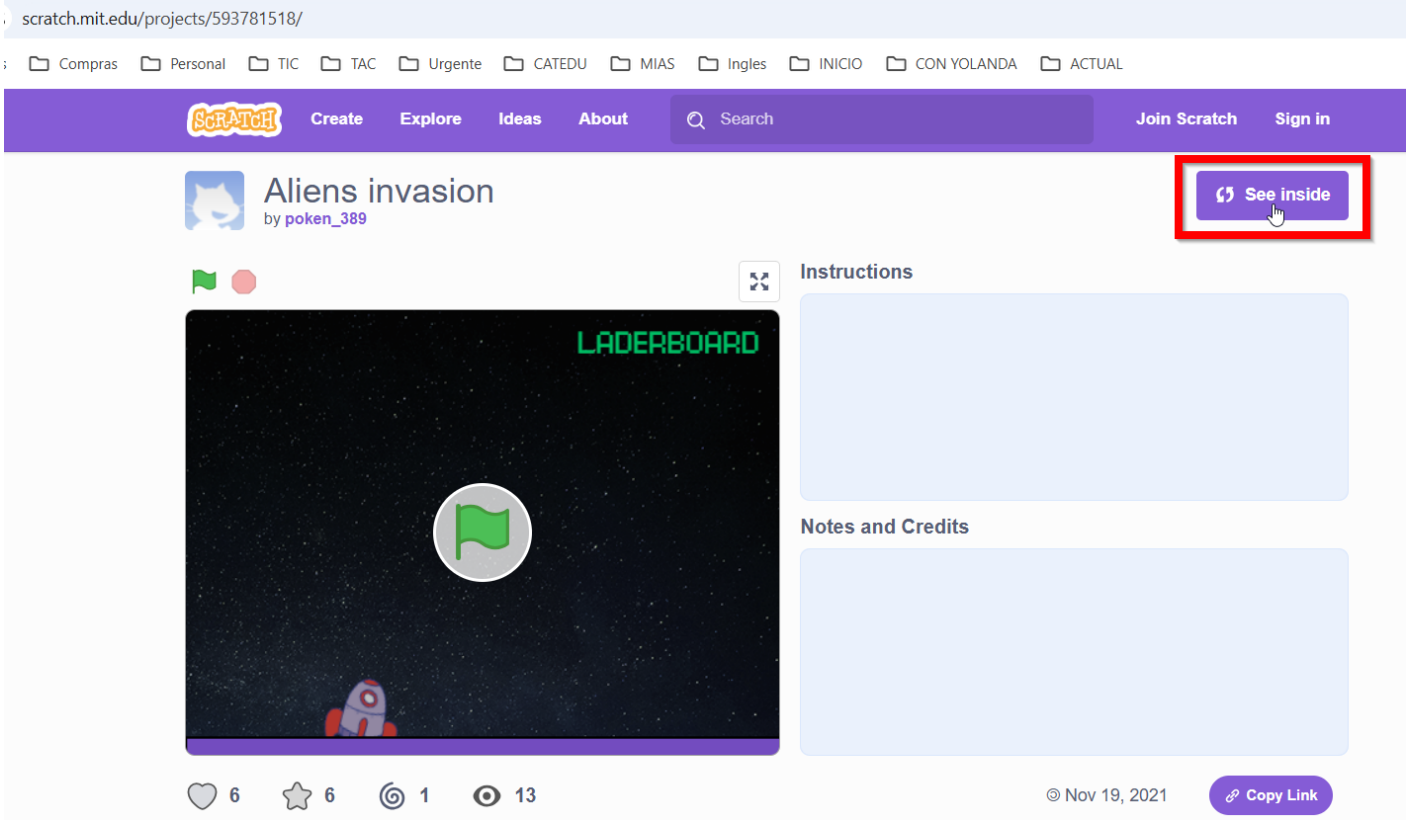 scratch.mit.edu/projects/593781518/
Compras Personal TIC TAC Urgente CATEDU MIAS Ingles INICIO CON YOLANDA ACTUAL
SCRATCH Create Explore Ideas About Search Join Scratch Sign in
Aliens invasion
by poken_389
See inside
Instructions
LADERBOARD
Notes and Credits
6 6 1 13
Nov 19, 2021 Copy Link